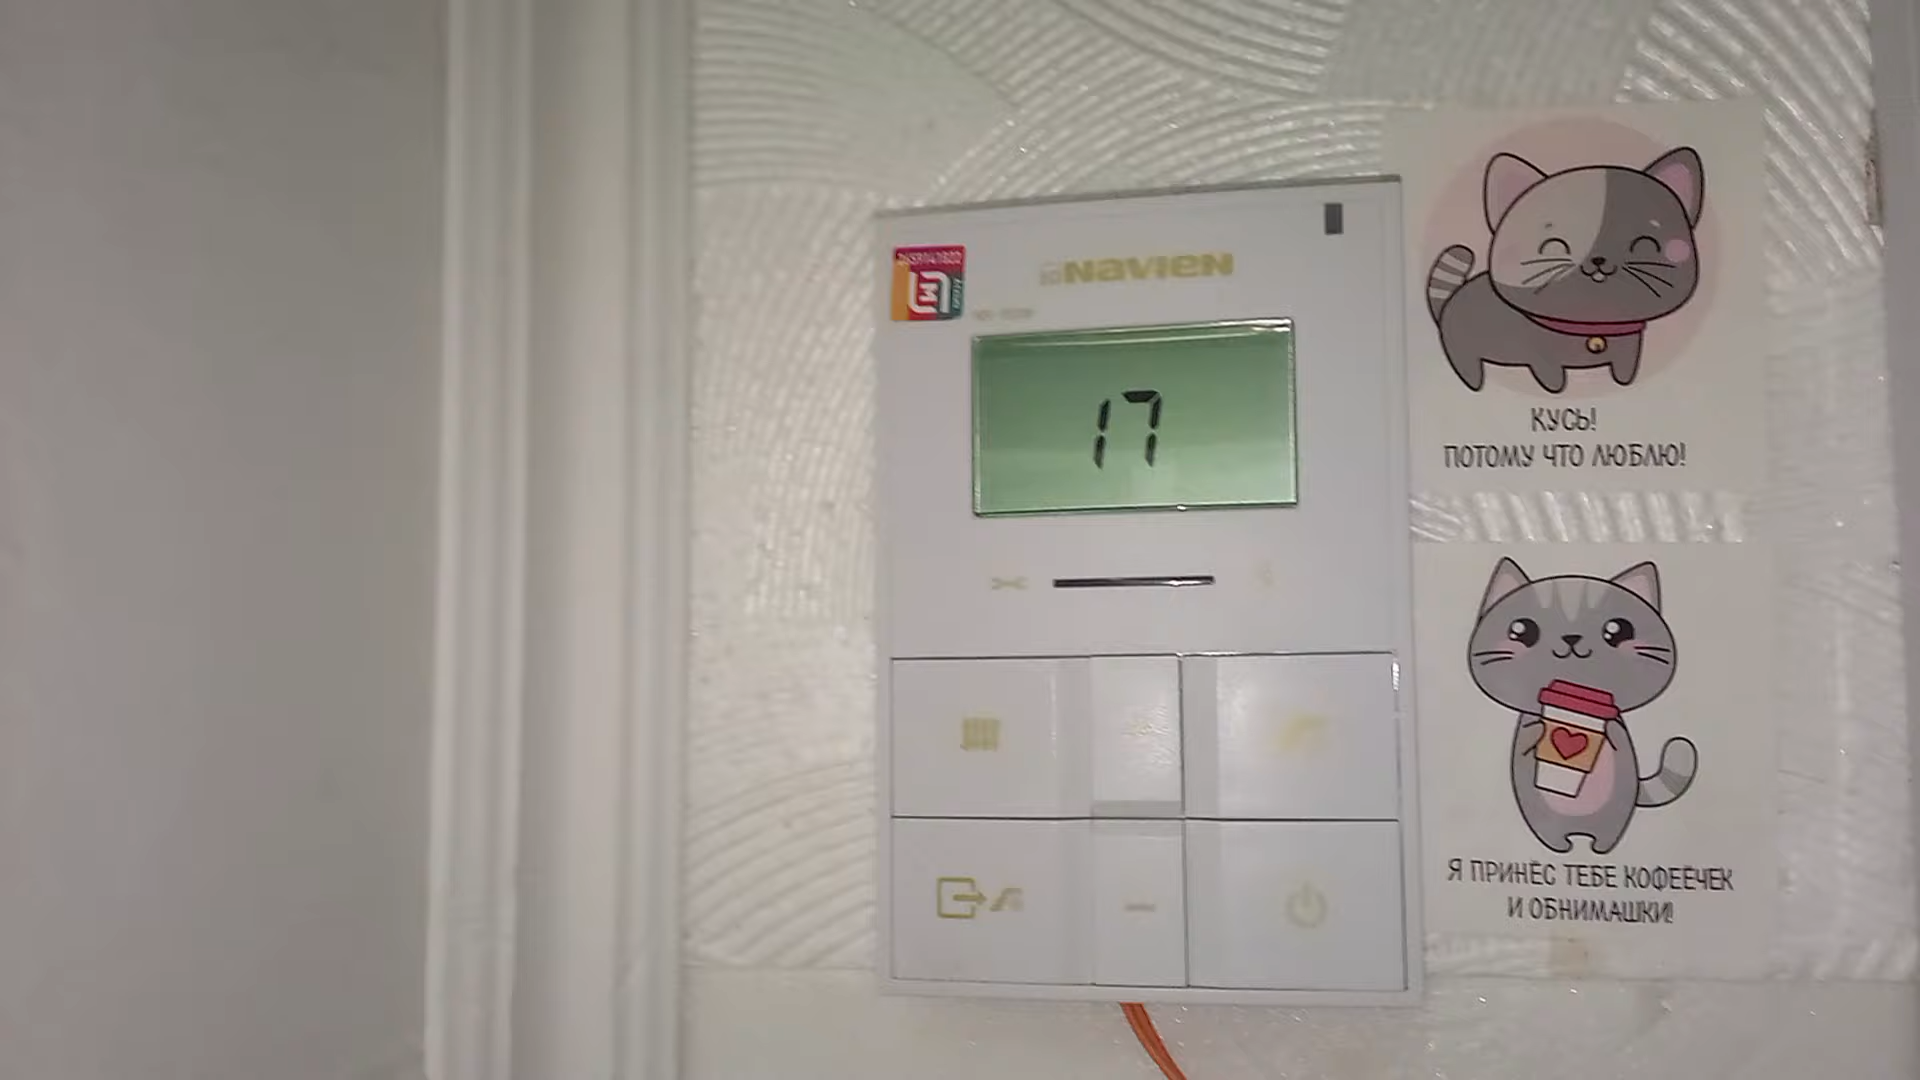 NAVIEN
17
КУСЬ!
ПОТОМУ ЧТО ЛЮБЛЮ!
Я ПРИНЁС ТЕБЕ КОФЕЁЧЕК
И ОБНИМАШКИ!